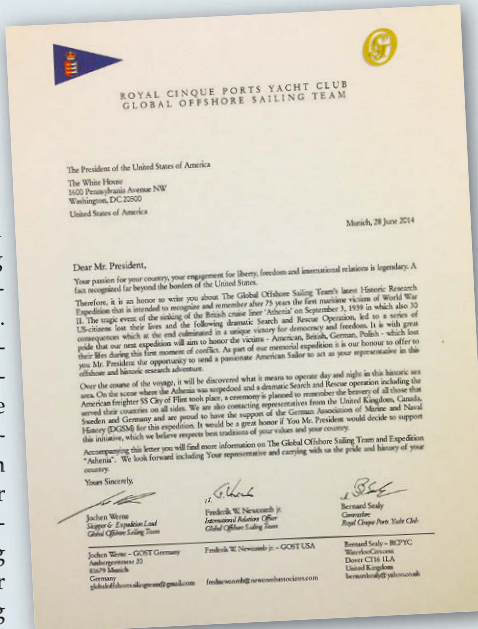 ROYAL CINQUE PORTS YACHT CLUB
GLOBAL OFFSHORE SAILING TEAM
The President of the United States of America
The White House
1600 Pennsylvania Avenue NW
Washington, DC 20500
United States of America
Munich, 28 June 2014
Dear Mr. President,
Your passion for your country, your engagement for liberty, freedom and international relations is legendary. A
fact recognized far beyond the borders of the United States.
Therefore, it is an honor to write you about The Global Offshore Sailing Team's latest Historic Research
Expedition that is intended to recognize and remember after 75 years the first maritime victims of World War
II. The tragic event of the sinking of the British cruise liner 'Athenia' on September 3, 1939 in which also 30
US-citizens lost their lives and the following dramatic Search and Rescue Operation, led to a series of
consequences which at the end culminated in a unique victory for democracy and freedom. It is with great
pride that our next expedition will aim to honor the victims - American, British, German, Polish - which lost
their lifes during this first moment of conflict. As part of our memorial expedition it is our honour to offer to
you Mr. President the opportunity to send a passionate American Sailor to act as your representative in this
offshore and historic research adventure.
Over the course of the voyage, it will be discovered what it means to operate day and night in this historic sea
area. On the scene where the Athenia was torpedoed and a dramatic Search and Rescue operation including the
American freighter SS City of Flint took place, a ceremony is planned to remember the bravery of all those that
served their countries on all sides. We are also contacting representatives from the United Kingdom, Canada,
Sweden and Germany and are proud to have the support of the German Association of Marine and Naval
History (DGSM) for this expedition. It would be a great honor if you Mr. President would decide to support
this initiative, which we believe respects best traditions of your values and your country.
Accompanying this letter you will find more information on The Global Offshore Sailing Team and Expedition
"Athenia". We look forward including Your representative and carrying with us the pride and history of your
country.
Yours Sincerely,
Jochen Werne
Skipper & Expedition Lead
Global Offshore Sailing Team
Frederik W. Newcomb jr.
International Relations Officer
Global Offshore Sailing Team
Bernard Sealy
Commodore
Royal Cinque Ports Yacht Club
Jochen Werne – GOST Germany
81679 Munich
Germany
globaloffshoresailingteam@gmail.com
Frederik W. Newcomb jr. – GOST USA
frednewcomb@newcombassociates.com
Bernard Sealy – RCPYC
WaterlooCrescent
Dover CT16 1LA
United Kingdom
bernardsealy@yahoo.co.uk